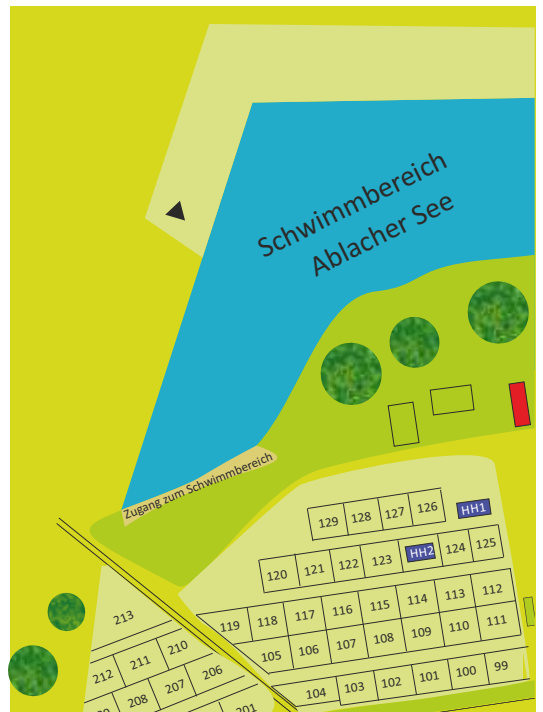 Schwimmbereich
Ablacher See
Zugang zum Schwimmbereich
129 128 127 126 HH1
120 121 122 123 HH2 124 125
119 118 117 116 115 114 113 112
105 106 107 108 109 110 111
104 103 102 101 100 99
213
212 211 210
208 207 206
201